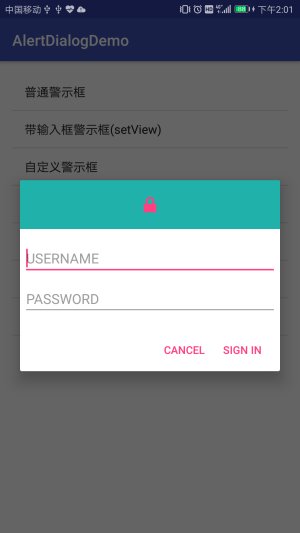 中国移动 88 下午2:01
AlertDialogDemo
普通警示框
带输入框警示框(setView)
自定义警示框
USERNAME
PASSWORD
CANCEL SIGN IN